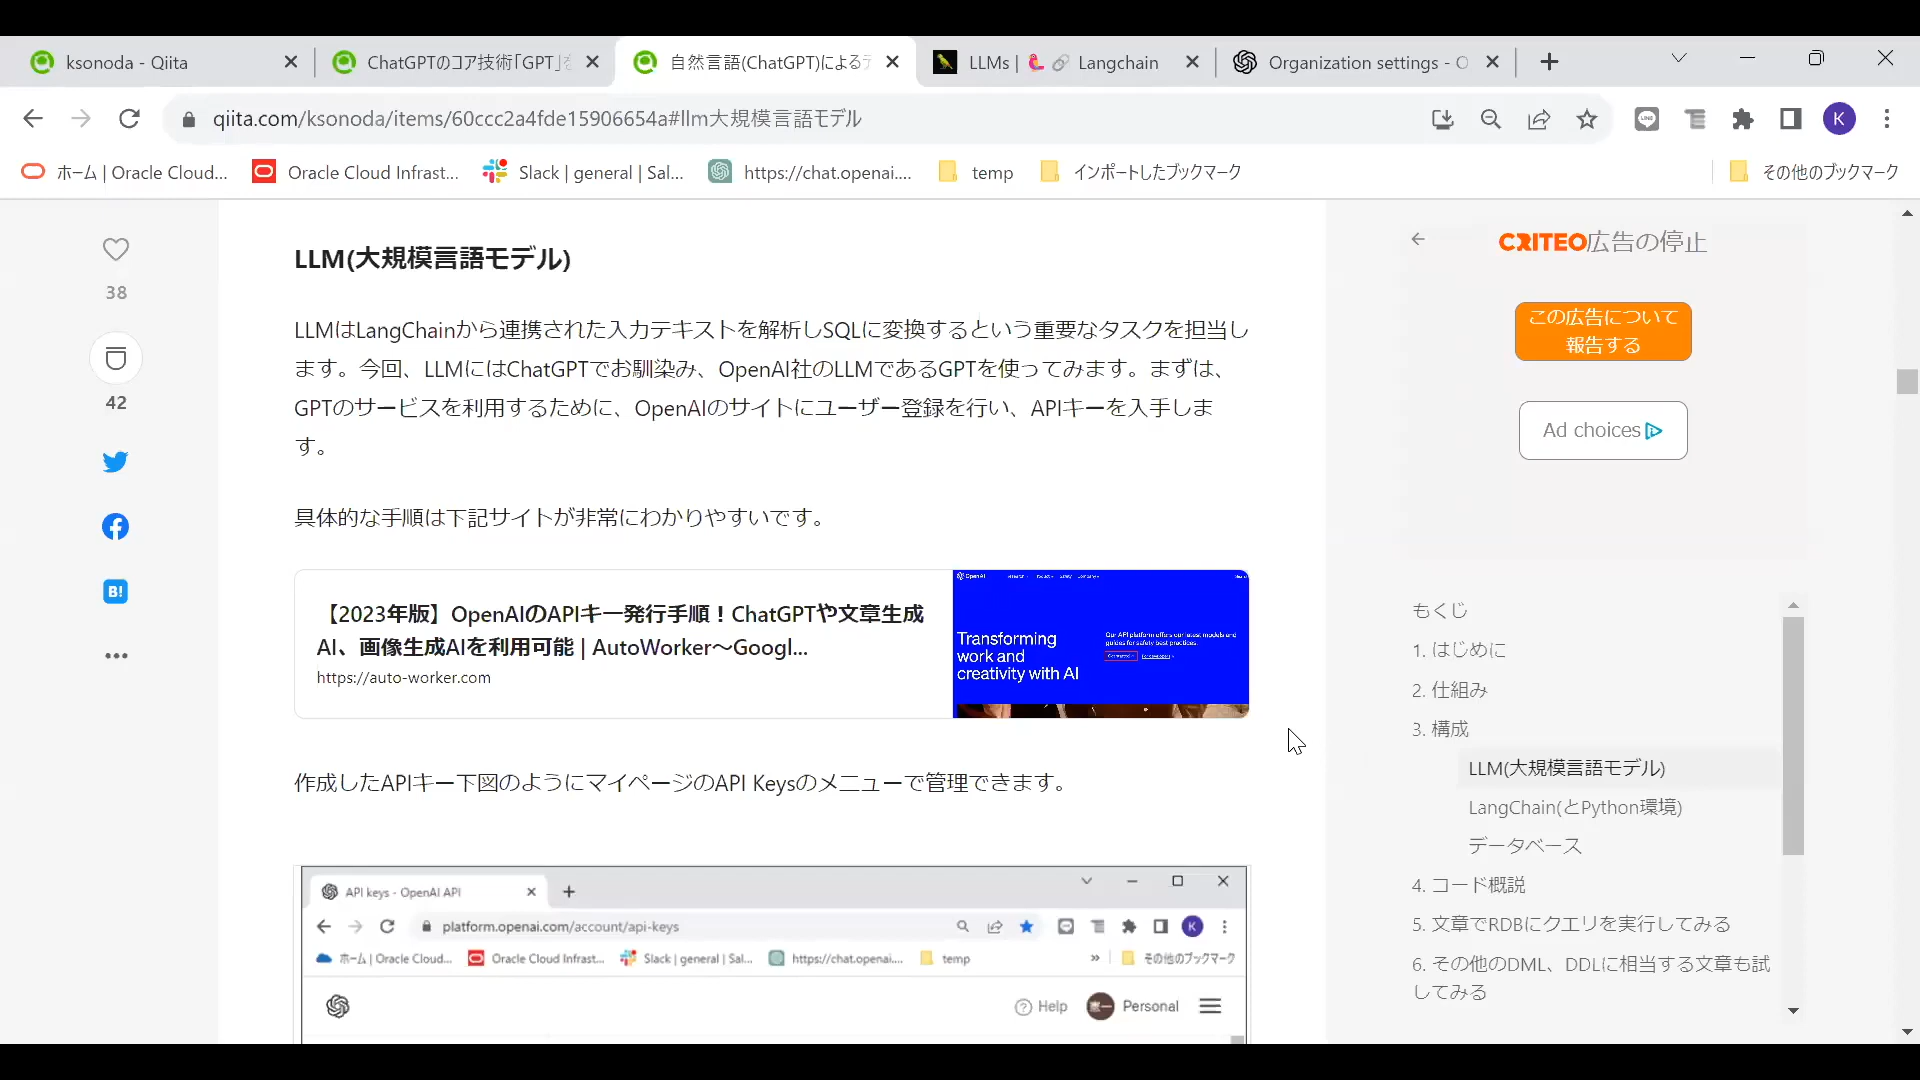 ksonoda - Qiita
ChatGPTのコア技術「GPT」を
自然言語(ChatGPT)によるデ
LLMs | 🦜️🔗 Langchain
Organization settings - O
qiita.com/ksonoda/items/60ccc2a4fde15906654a#llm大規模言語モデル
K
ホーム | Oracle Cloud...
Oracle Cloud Infrast...
Slack | general | Sal...
https://chat.openai....
temp
インポートしたブックマーク
その他のブックマーク
38
42
B!
LLM(大規模言語モデル)
LLMはLangChainから連携された入力テキストを解析しSQLに変換するという重要なタスクを担当し
ます。今回、LLMにはChatGPTでお馴染み、OpenAI社のLLMであるGPTを使ってみます。まずは、
GPTのサービスを利用するために、OpenAIのサイトにユーザー登録を行い、APIキーを入手しま
す。
具体的な手順は下記サイトが非常にわかりやすいです。
【2023年版】OpenAIのAPIキー発行手順！ChatGPTや文章生成
AI、画像生成AIを利用可能 | AutoWorker〜Googl...
https://auto-worker.com
OpenAI
Transforming
work and
creativity with AI
Our API platform offers our latest models and
guides for safety best practices.
作成したAPIキー下図のようにマイページのAPI Keysのメニューで管理できます。
API keys - OpenAI API
platform.openai.com/account/api-keys
K
ホーム | Oracle Cloud...
Oracle Cloud Infrast...
Slack | general | Sal...
https://chat.openai....
temp
»
その他のブックマーク
Help
Personal
CRITEO広告の停止
この広告について
報告する
Ad choices
もくじ
1. はじめに
2. 仕組み
3. 構成
LLM(大規模言語モデル)
LangChain(とPython環境)
データベース
4. コード概説
5. 文章でRDBにクエリを実行してみる
6. その他のDML、DDLに相当する文章も試
してみる